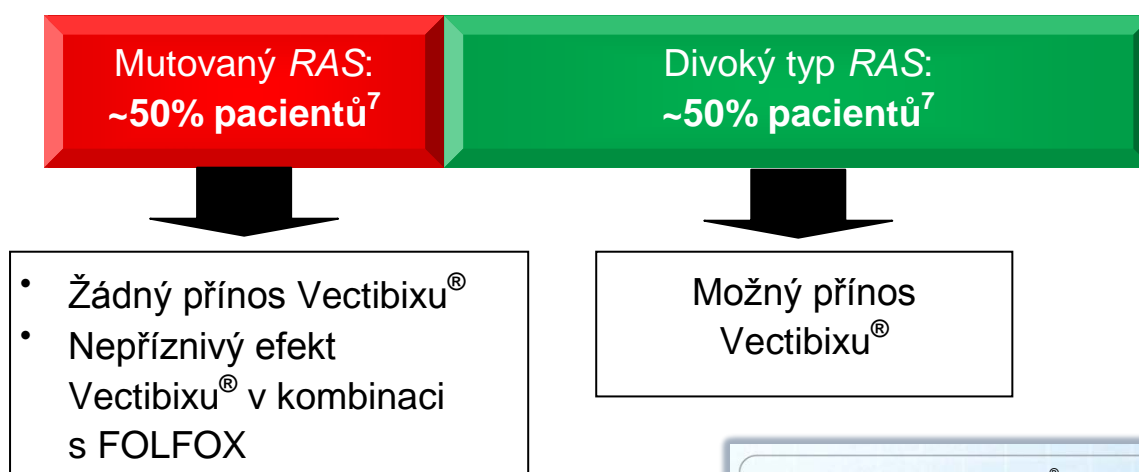 Mutovaný RAS:
~50% pacientů⁷
Divoký typ RAS:
~50% pacientů⁷
• Žádný přínos Vectibixu®
• Nepříznivý efekt
Vectibixu® v kombinaci
s FOLFOX
Možný přínos
Vectibixu®
®